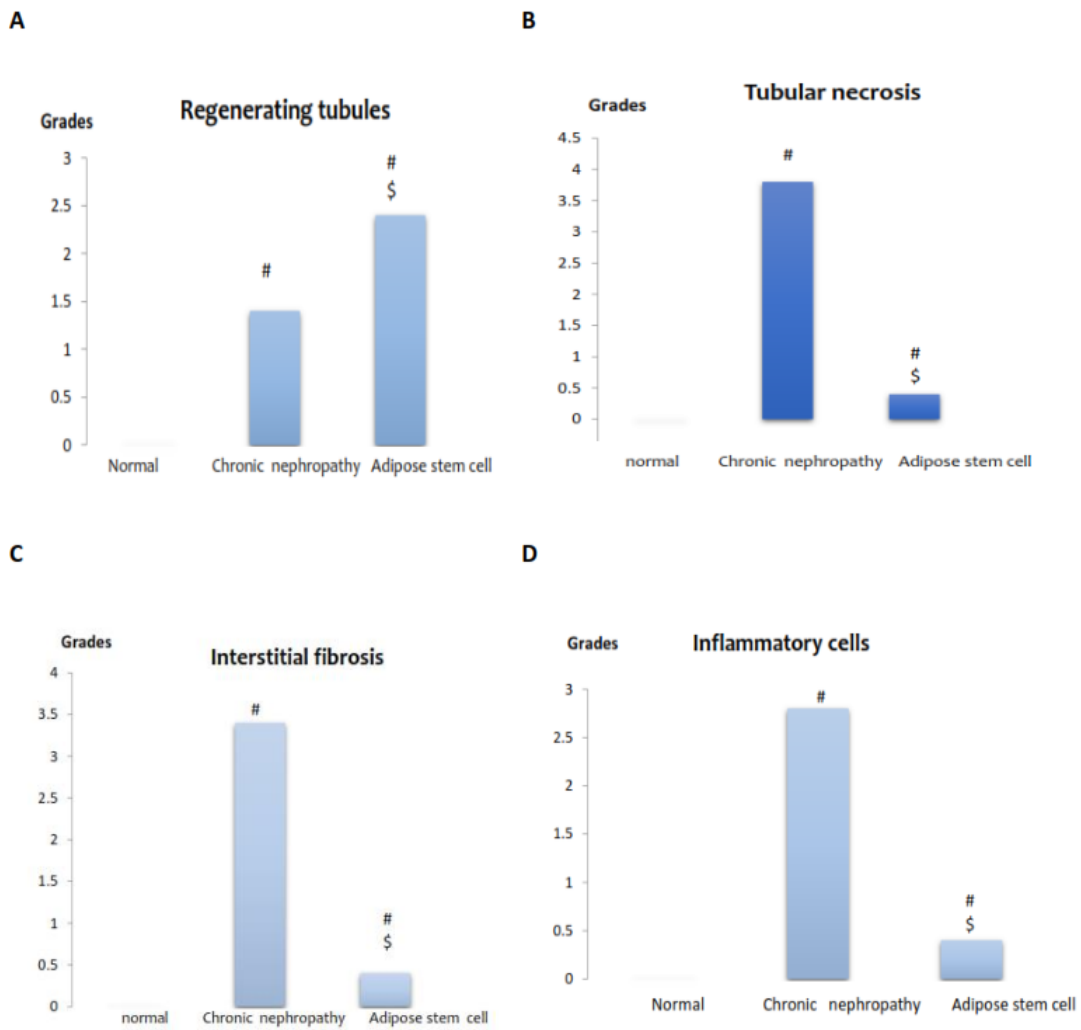 A
Regenerating tubules
Grades
3
2.5
2
1.5
1
0.5
0
#
#
$
Normal Chronic nephropathy Adipose stem cell
B
Tubular necrosis
Grades
4.5
4
3.5
3
2.5
2
1.5
1
0.5
0
#
#
$
normal Chronic nephropathy Adipose stem cell
C
Grades
Interstitial fibrosis
4
3.5
3
2.5
2
1.5
1
0.5
0
#
#
$
normal Chronic nephropathy Adipose stem cell
D
Grades
Inflammatory cells
3
2.5
2
1.5
1
0.5
0
#
#
$
Normal Chronic nephropathy Adipose stem cell